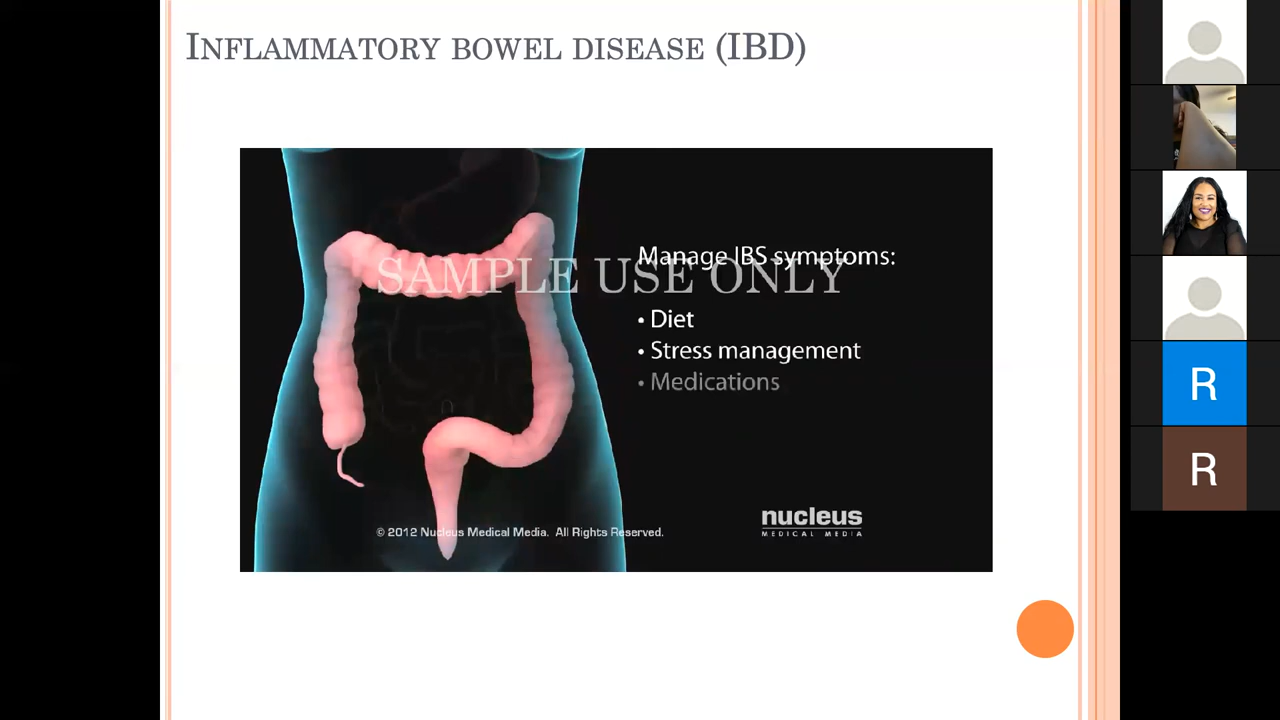 INFLAMMATORY BOWEL DISEASE (IBD)
Manage IBS symptoms:
SAMPLE USE ONLY
• Diet
• Stress management
• Medications
© 2012 Nucleus Medical Media. All Rights Reserved.
nucleus
MEDICAL MEDIA
R
R